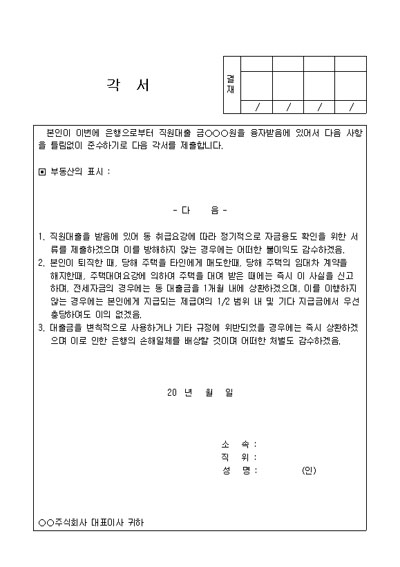 각 서
결
재
/ / / /
본인이 이번에 은행으로부터 직원대출 금○○○원을 융자받음에 있어서 다음 사항
을 틀림없이 준수하기로 다음 각서를 제출합니다.
▣ 부동산의 표시 :
- 다 음 -
1. 직원대출을 받음에 있어 동 취급요강에 따라 정기적으로 자금용도 확인을 위한 서
류를 제출하겠으며 이를 방해하지 않는 경우에는 어떠한 불이익도 감수하겠음.
2. 본인이 퇴직한 때, 당해 주택을 타인에게 매도한때, 당해 주택의 임대차 계약을
해지한때, 주택대여요강에 의하여 주택을 대여 받은 때에는 즉시 이 사실을 신고
하며, 전세자금의 경우에는 동 대출금을 1개월 내에 상환하겠으며, 이를 이행하지
않는 경우에는 본인에게 지급되는 제급여의 1/2 범위 내 및 기타 지급금에서 우선
충당하여도 이의 없겠음.
3. 대출금을 변칙적으로 사용하거나 기타 규정에 위반되었을 경우에는 즉시 상환하겠
으며 이로 인한 은행의 손해일체를 배상할 것이며 어떠한 처벌도 감수하겠음.
20 년 월 일
소 속 :
직 위 :
성 명 : (인)
○○주식회사 대표이사 귀하